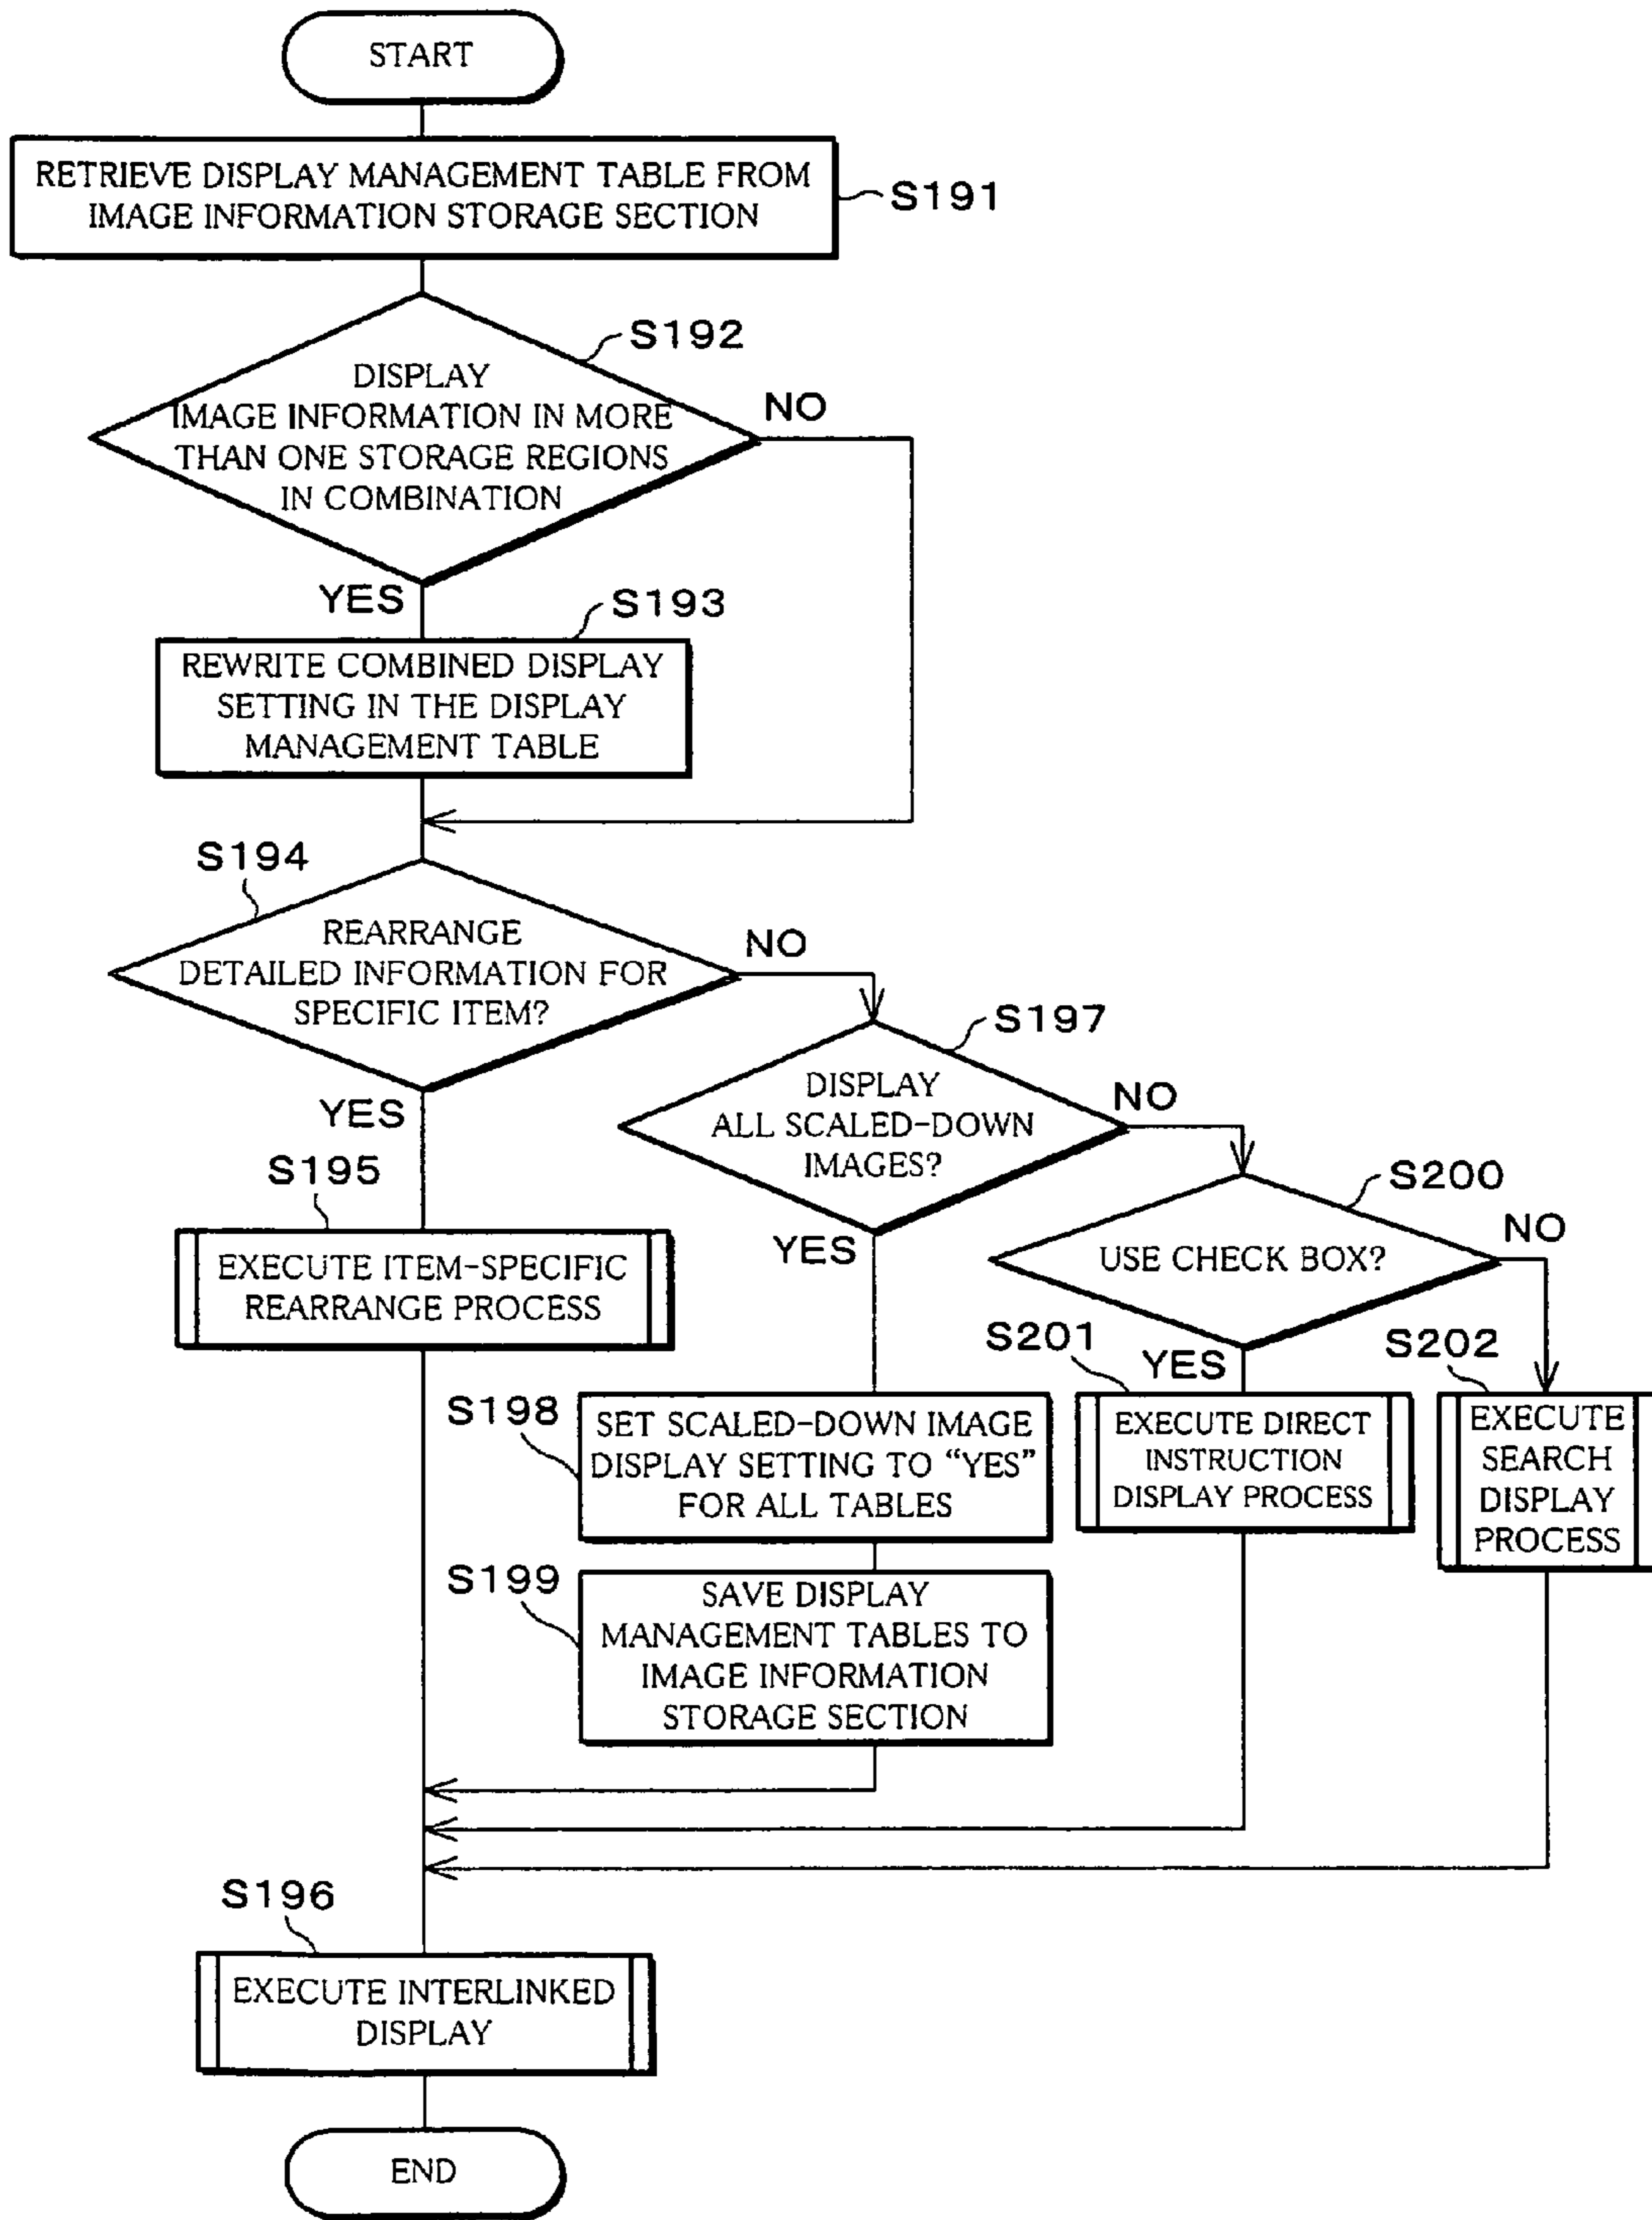 START
RETRIEVE DISPLAY MANAGEMENT TABLE FROM
IMAGE INFORMATION STORAGE SECTION
S191
S192
DISPLAY
IMAGE INFORMATION IN MORE
THAN ONE STORAGE REGIONS
IN COMBINATION
NO
YES
S193
REWRITE COMBINED DISPLAY
SETTING IN THE DISPLAY
MANAGEMENT TABLE
S194
REARRANGE
DETAILED INFORMATION FOR
SPECIFIC ITEM?
NO
YES
S197
DISPLAY
ALL SCALED-DOWN
IMAGES?
NO
YES
S195
EXECUTE ITEM-SPECIFIC
REARRANGE PROCESS
S200
USE CHECK BOX?
NO
YES
S198
SET SCALED-DOWN IMAGE
DISPLAY SETTING TO “YES”
FOR ALL TABLES
S201
EXECUTE DIRECT
INSTRUCTION
DISPLAY PROCESS
S202
EXECUTE
SEARCH
DISPLAY
PROCESS
S199
SAVE DISPLAY
MANAGEMENT TABLES TO
IMAGE INFORMATION
STORAGE SECTION
S196
EXECUTE INTERLINKED
DISPLAY
END